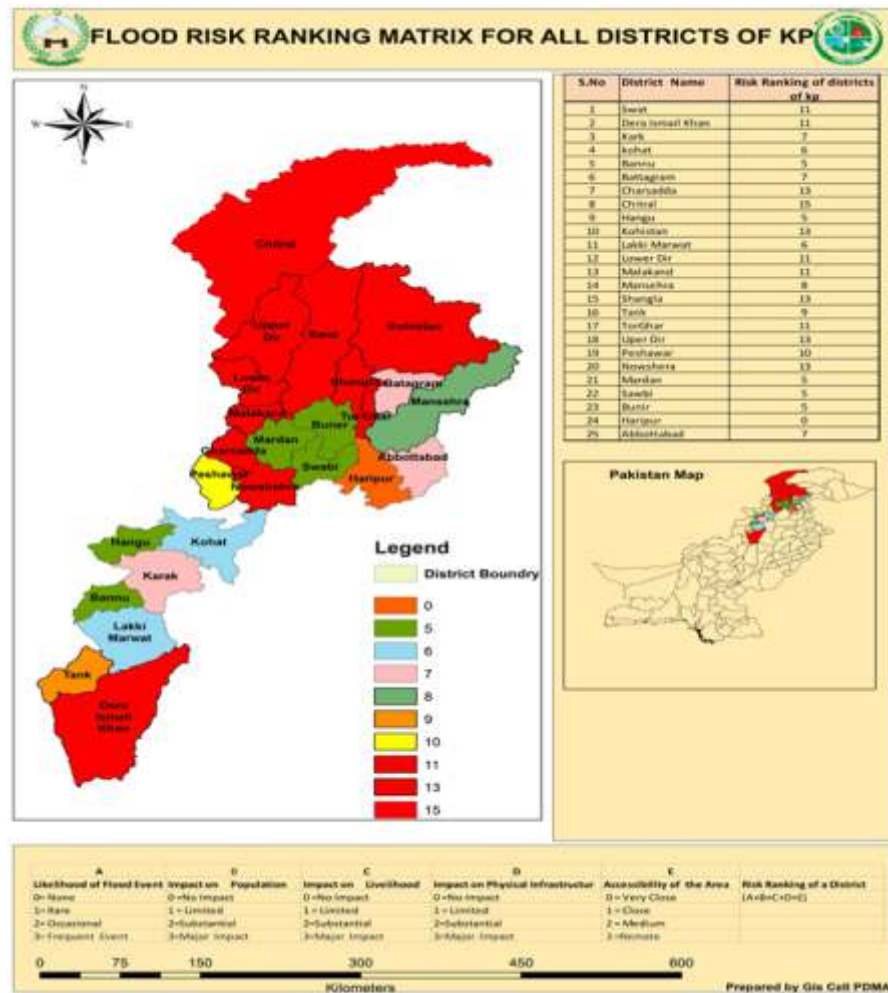 FLOOD RISK RANKING MATRIX FOR ALL DISTRICTS OF KP
N
W E
S
Chitral
Upper
Dir
Swat
Kohistan
Lower
Dir
Shangla
Batagram
Mansehra
Malakand
Tor Ghar
Buner
Charsadda
Mardan
Abbottabad
Peshawar
Swabi
Nowshera
Haripur
Hangu
Kohat
Karak
Bannu
Lakki
Marwat
Tank
Dera
Ismail
Khan
Legend
District Boundry
0
5
6
7
8
9
10
11
13
15
S.No District Name Risk Ranking of districts
of kp
1 Swat 11
2 Dera Ismail Khan 11
3 Kark 7
4 kohat 6
5 Bannu 5
6 Battagram 7
7 Charsadda 13
8 Chritral 15
9 Hangu 5
10 Kohistan 13
11 Lakki Marwat 6
12 Lower Dir 11
13 Malakand 11
14 Mansehra 8
15 Shangla 13
16 Tank 9
17 TorGhar 11
18 Uper Dir 13
19 Peshawar 10
20 Nowshera 13
21 Mardan 5
22 Sawbi 5
23 Bunir 5
24 Haripur 0
25 Abbottabad 7
Pakistan Map
A B C D E
Likelihood of Flood Event Impact on Population Impact on Livelihood Impact on Physical Infrastructur Accessibility of the Area Risk Ranking of a District
0= None 0 =No Impact 0 =No Impact 0 =No Impact 0 = Very Close (A+B+C+D+E)
1= Rare 1 = Limited 1 = Limited 1 = Limited 1 = Close
2= Occasional 2=Substantial 2=Substantial 2=Substantial 2 = Medium
3= Frequent Event 3=Major Impact 3=Major Impact 3=Major Impact 3 =Remote
0 75 150 300 450 600
Kilometers
Prepared by Gis Cell PDMA